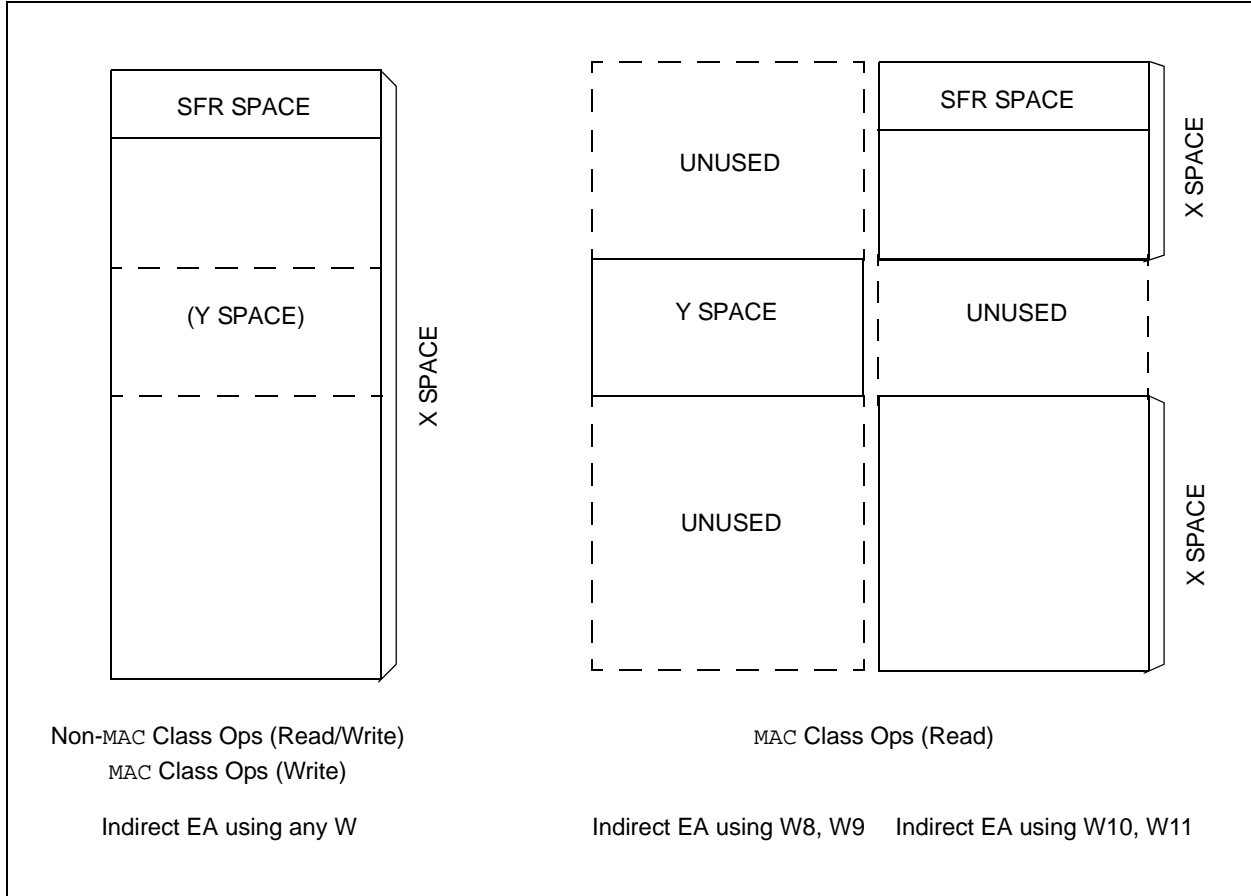 SFR SPACE
(Y SPACE)
X SPACE
Non-MAC Class Ops (Read/Write)
MAC Class Ops (Write)
Indirect EA using any W
UNUSED
Y SPACE
UNUSED
SFR SPACE
X SPACE
UNUSED
X SPACE
MAC Class Ops (Read)
Indirect EA using W8, W9
Indirect EA using W10, W11